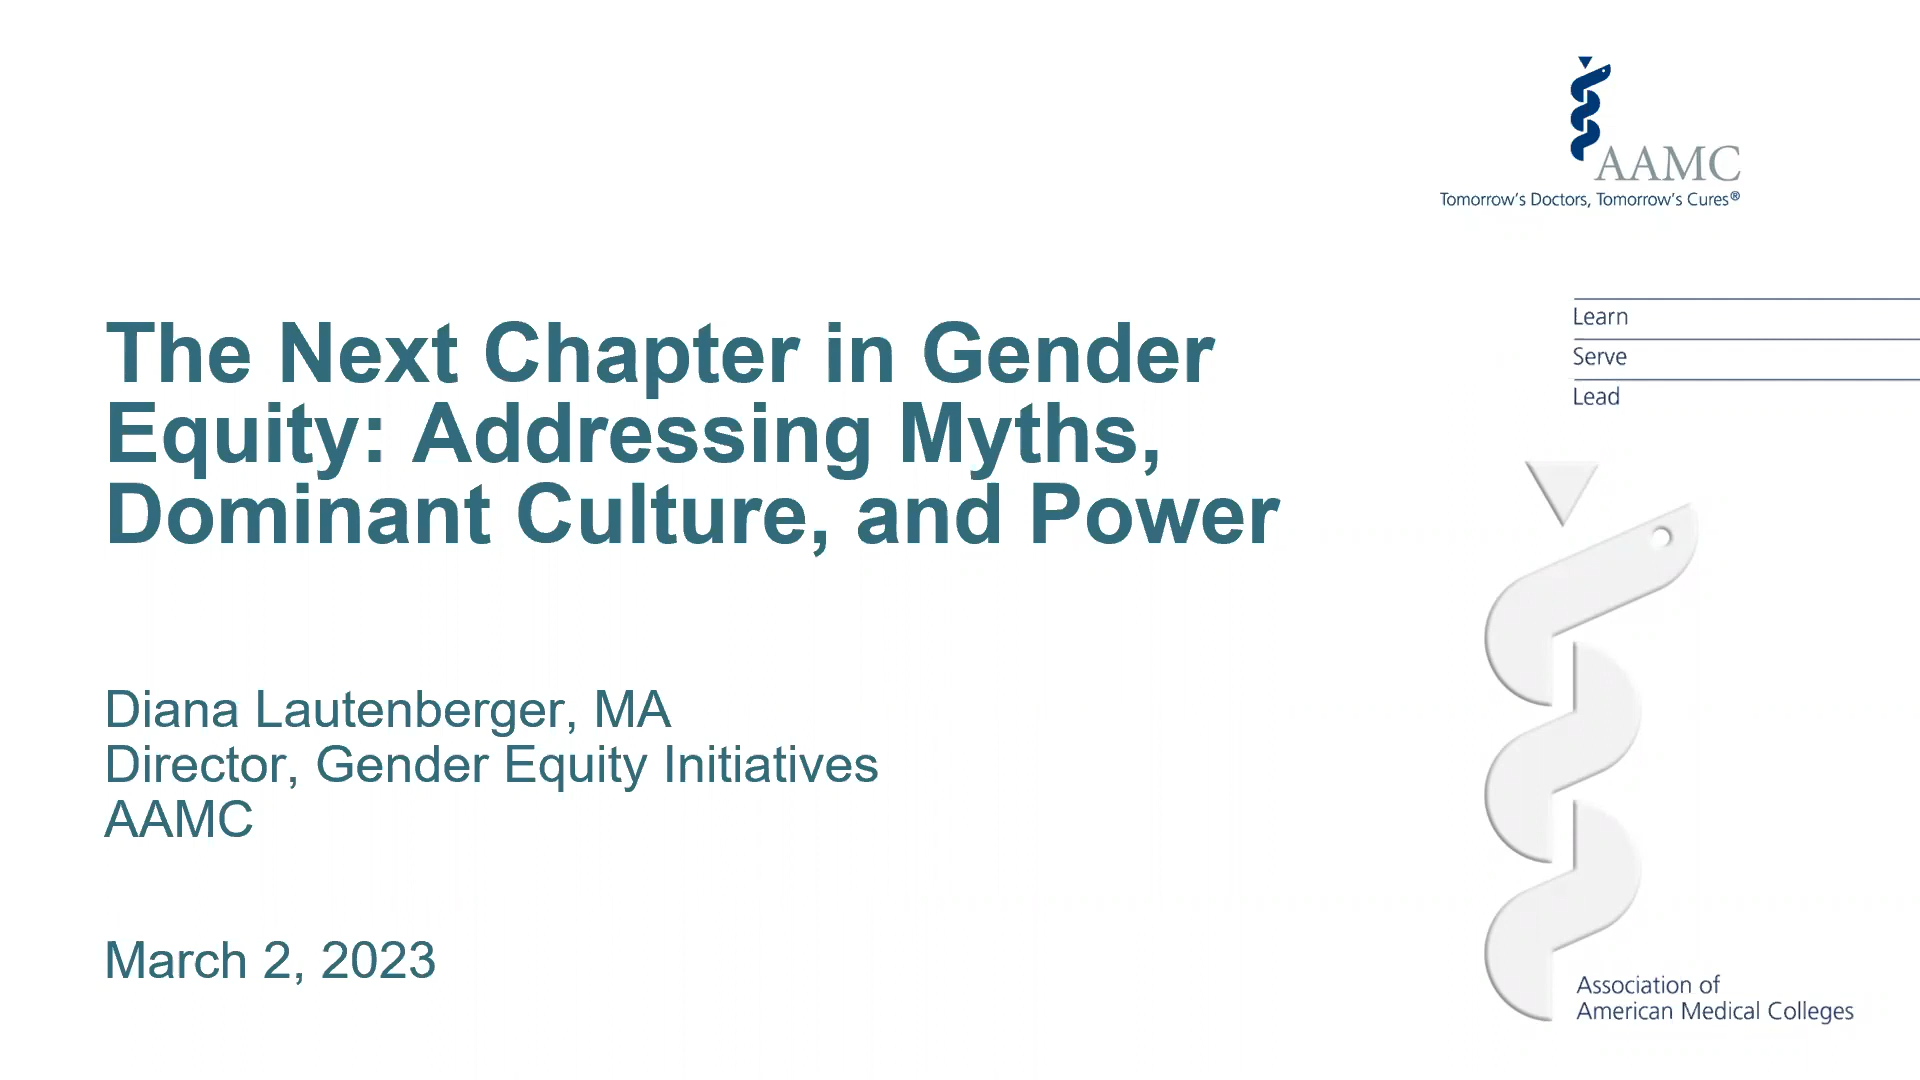 AAMC
Tomorrow's Doctors, Tomorrow's Cures®
Learn
Serve
Lead
The Next Chapter in Gender
Equity: Addressing Myths,
Dominant Culture, and Power
Diana Lautenberger, MA
Director, Gender Equity Initiatives
AAMC
March 2, 2023
Association of
American Medical Colleges